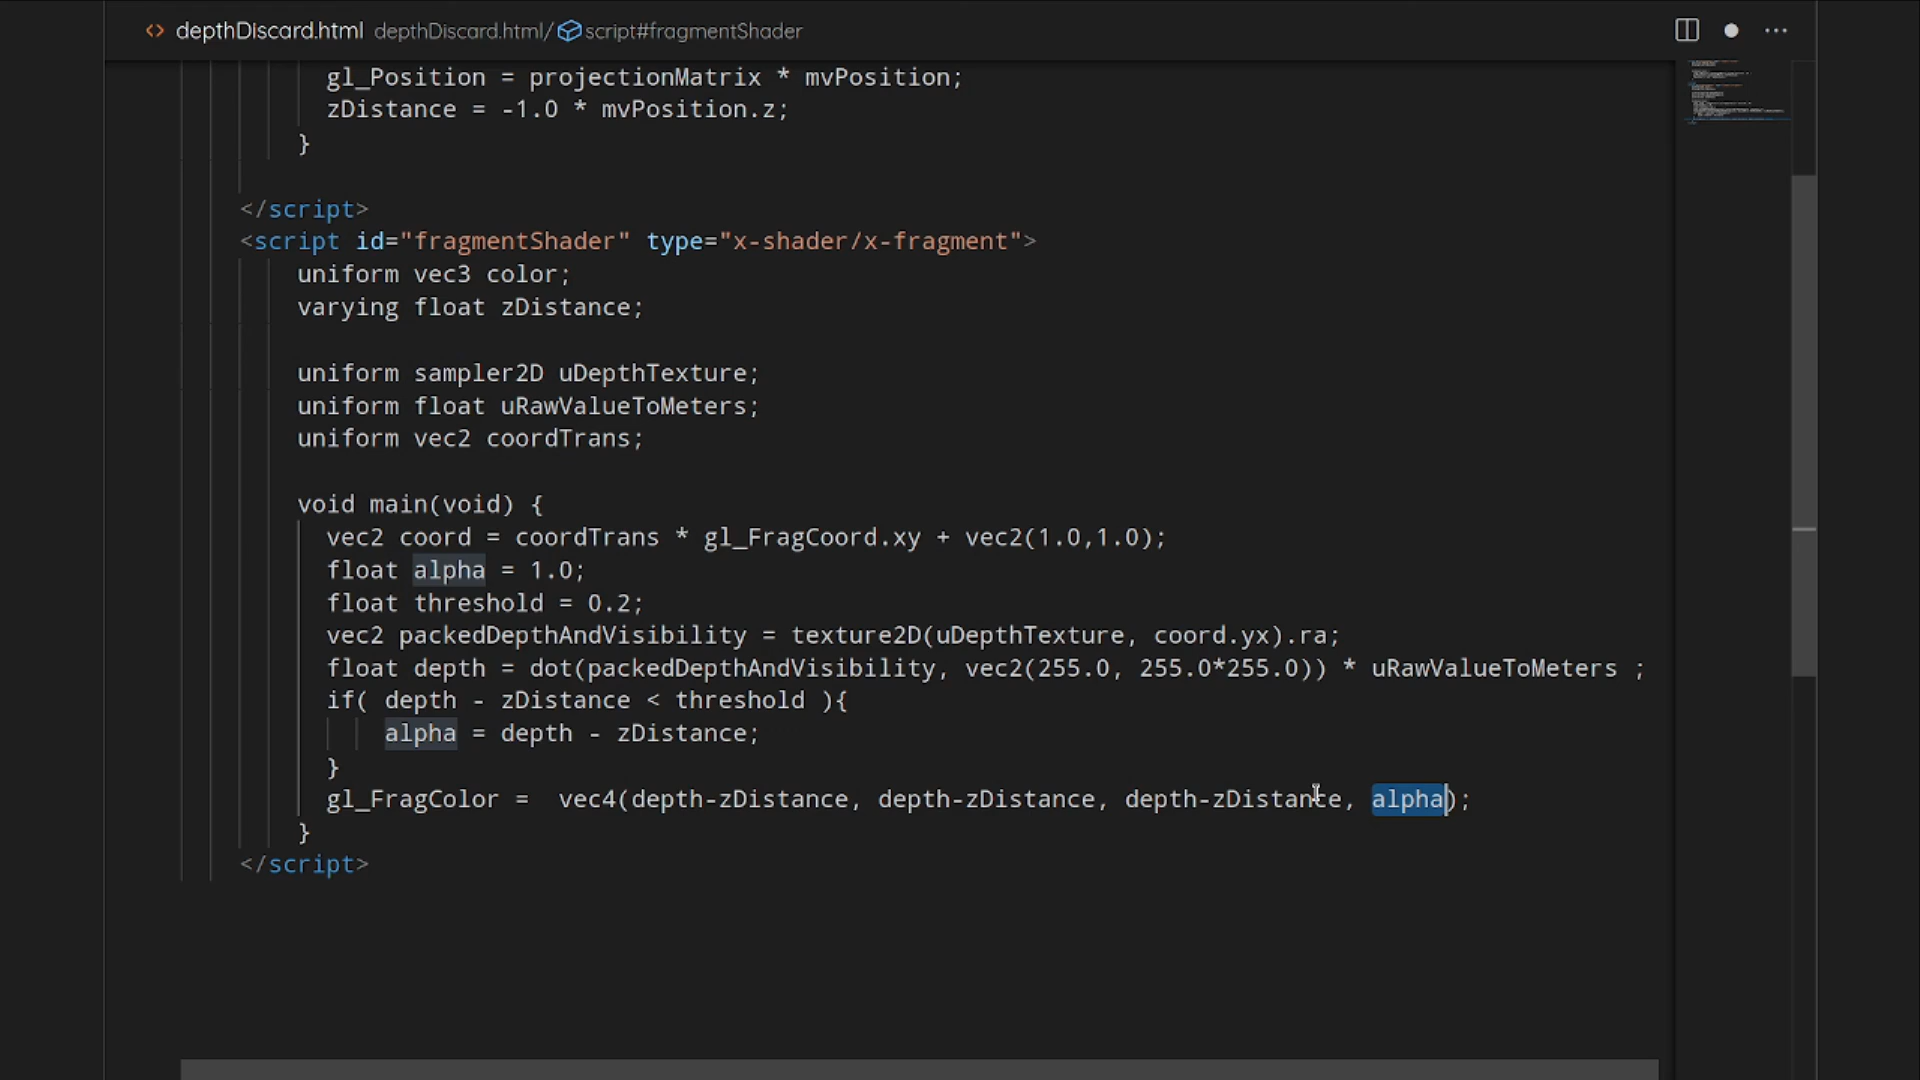 <> depthDiscard.html depthDiscard.html/ script#fragmentShader ...
gl_Position = projectionMatrix * mvPosition;
zDistance = -1.0 * mvPosition.z;
}
</script>
<script id="fragmentShader" type="x-shader/x-fragment">
uniform vec3 color;
varying float zDistance;
uniform sampler2D uDepthTexture;
uniform float uRawValueToMeters;
uniform vec2 coordTrans;
void main(void) {
vec2 coord = coordTrans * gl_FragCoord.xy + vec2(1.0,1.0);
float alpha = 1.0;
float threshold = 0.2;
vec2 packedDepthAndVisibility = texture2D(uDepthTexture, coord.yx).ra;
float depth = dot(packedDepthAndVisibility, vec2(255.0, 255.0*255.0)) * uRawValueToMeters ;
if( depth - zDistance < threshold ){
alpha = depth - zDistance;
}
gl_FragColor =  vec4(depth-zDistance, depth-zDistance, depth-zDistance, alpha);
}
</script>